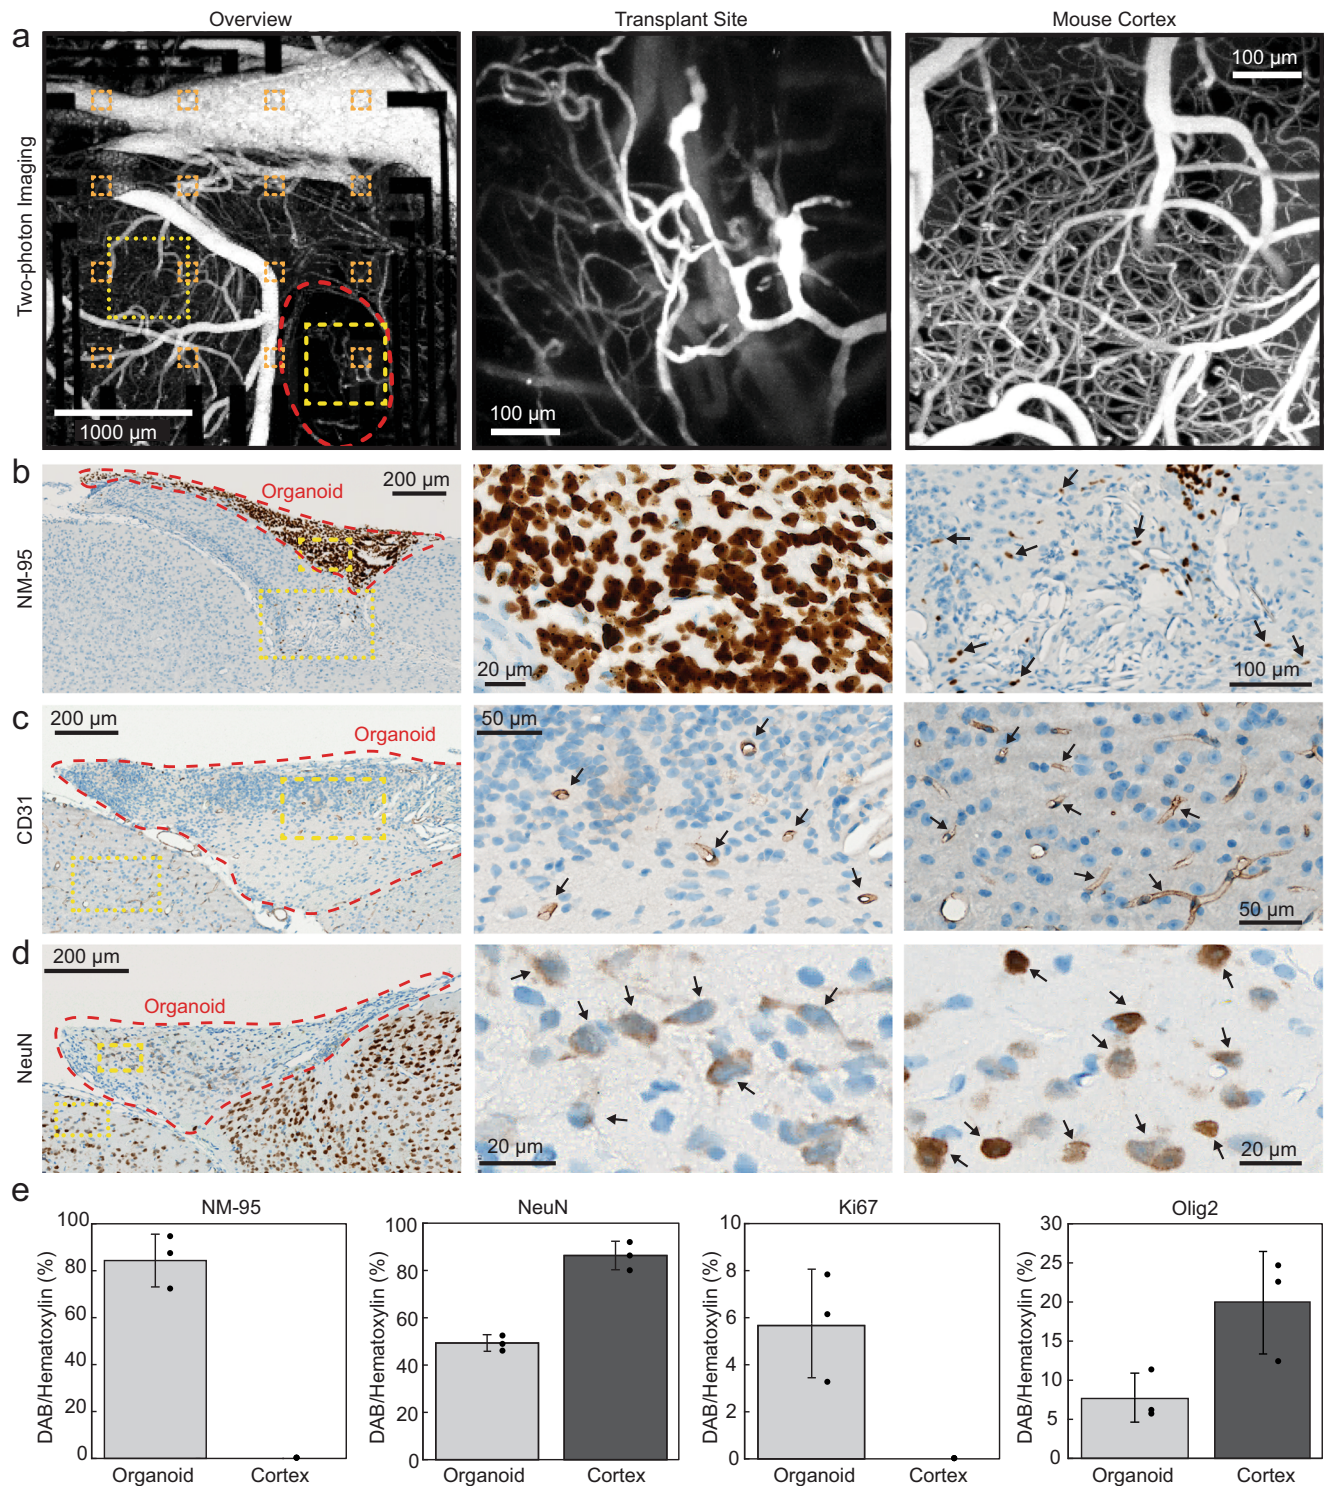 Overview
Transplant Site
Mouse Cortex
a
Two-photon Imaging
1000 µm
100 µm
100 µm
b
NM-95
Organoid
200 µm
20 µm
100 µm
c
CD31
200 µm
Organoid
50 µm
50 µm
d
NeuN
200 µm
Organoid
20 µm
20 µm
e
NM-95
DAB/Hematoxylin (%)
100
80
60
40
20
0
Organoid
Cortex
NeuN
DAB/Hematoxylin (%)
100
80
60
40
20
0
Organoid
Cortex
Ki67
DAB/Hematoxylin (%)
10
8
6
4
2
0
Organoid
Cortex
Olig2
DAB/Hematoxylin (%)
30
25
20
15
10
5
0
Organoid
Cortex